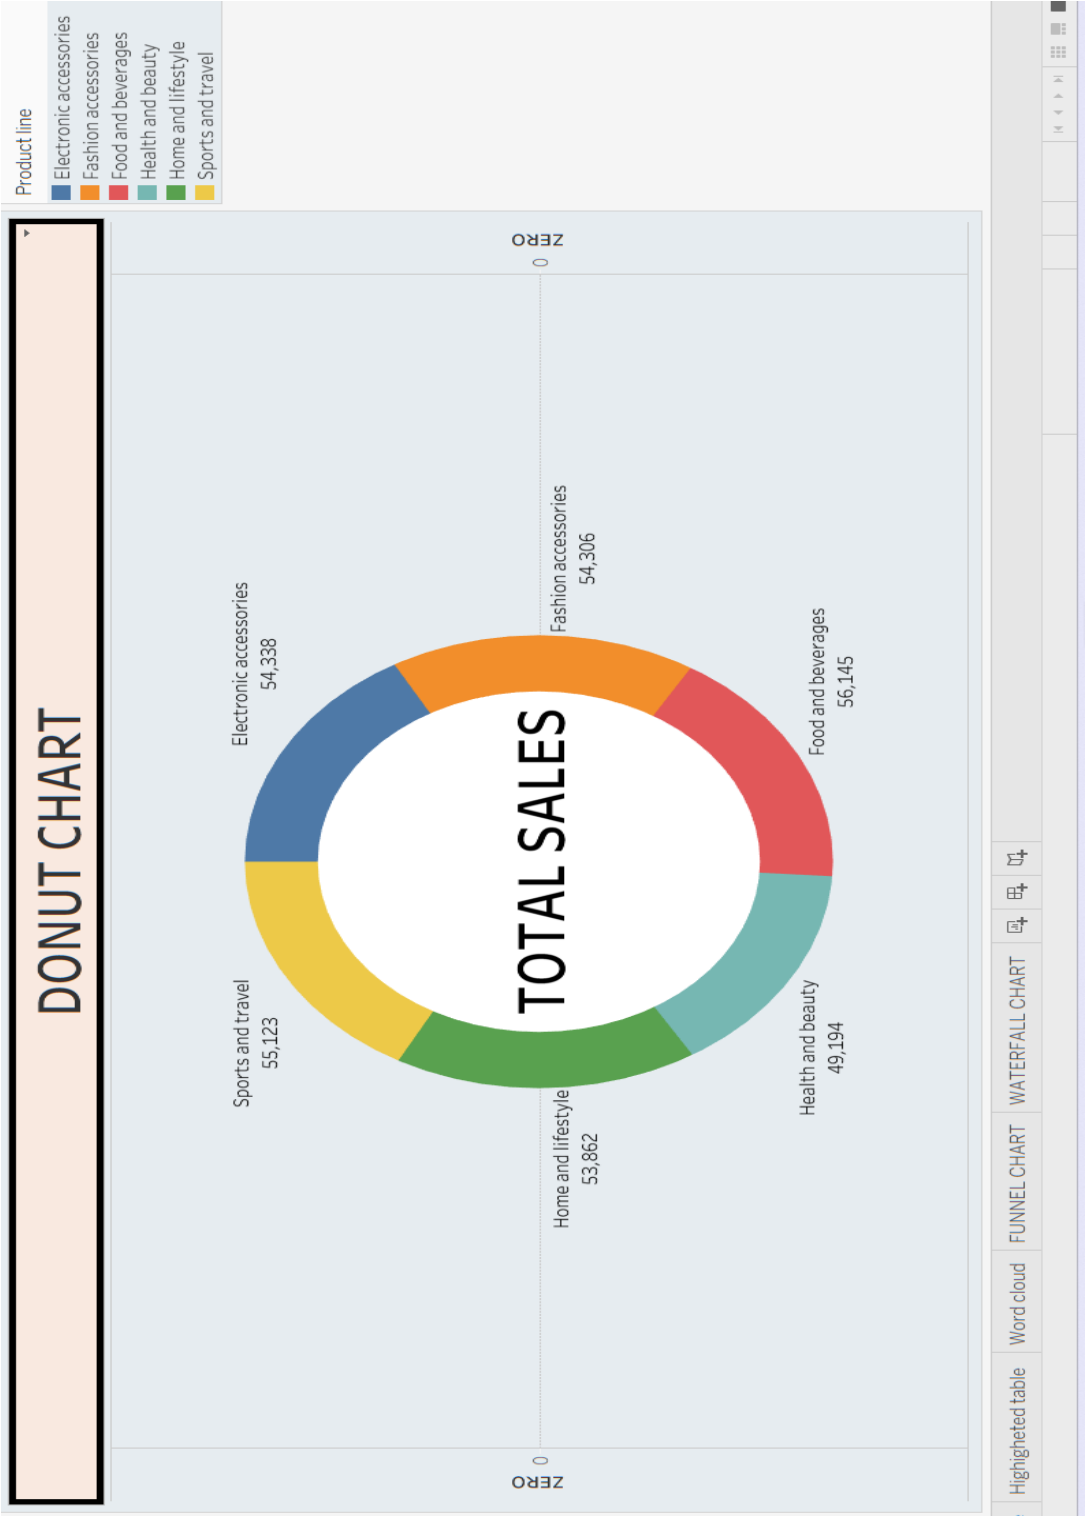 DONUT CHART
Product line
Electronic accessories
Fashion accessories
Food and beverages
Health and beauty
Home and lifestyle
Sports and travel
ZERO
0
Sports and travel
55,123
Electronic accessories
54,338
Home and lifestyle
53,862
TOTAL SALES
Fashion accessories
54,306
Health and beauty
49,194
Food and beverages
56,145
0
ZERO
Highigheted table
Word cloud
FUNNEL CHART
WATERFALL CHART